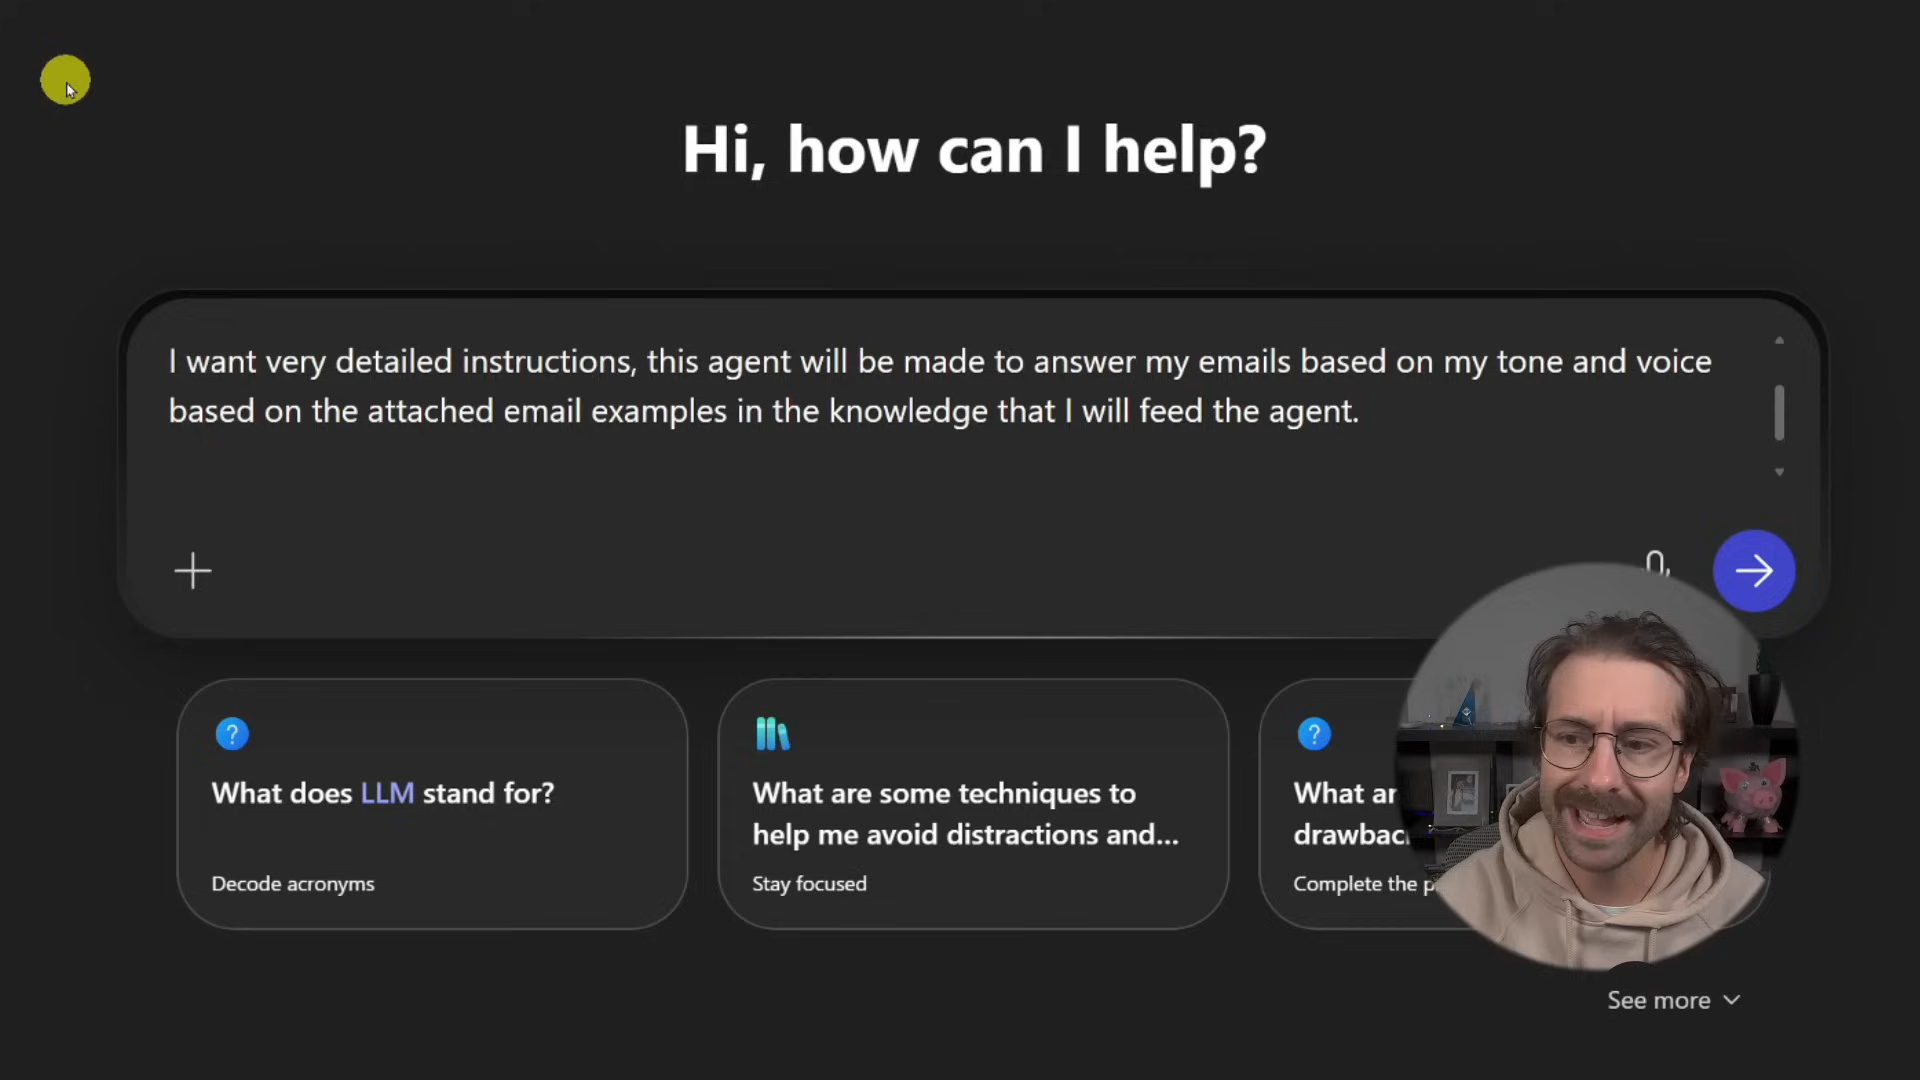 Hi, how can I help?
I want very detailed instructions, this agent will be made to answer my emails based on my tone and voice
based on the attached email examples in the knowledge that I will feed the agent.
What does LLM stand for?
Decode acronyms
What are some techniques to
help me avoid distractions and...
Stay focused
What
Complete the
See more